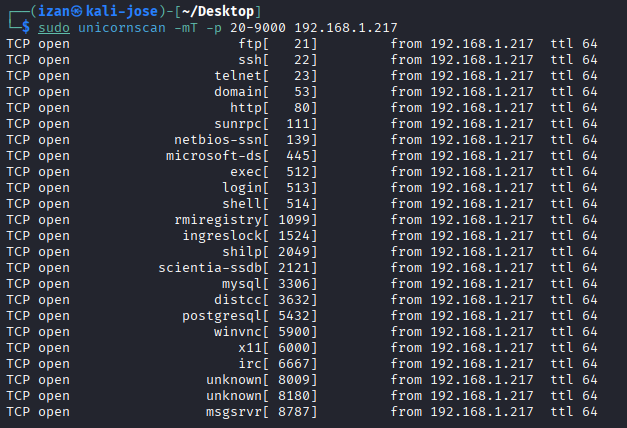 ┌──(izan㉿kali-jose)-[~/Desktop]
└─$ sudo unicornscan -mT -p 20-9000 192.168.1.217
TCP open                     ftp[   21]         from 192.168.1.217  ttl 64
TCP open                     ssh[   22]         from 192.168.1.217  ttl 64
TCP open                  telnet[   23]         from 192.168.1.217  ttl 64
TCP open                  domain[   53]         from 192.168.1.217  ttl 64
TCP open                    http[   80]         from 192.168.1.217  ttl 64
TCP open                  sunrpc[  111]         from 192.168.1.217  ttl 64
TCP open             netbios-ssn[  139]         from 192.168.1.217  ttl 64
TCP open            microsoft-ds[  445]         from 192.168.1.217  ttl 64
TCP open                    exec[  512]         from 192.168.1.217  ttl 64
TCP open                   login[  513]         from 192.168.1.217  ttl 64
TCP open                   shell[  514]         from 192.168.1.217  ttl 64
TCP open             rmiregistry[ 1099]         from 192.168.1.217  ttl 64
TCP open              ingreslock[ 1524]         from 192.168.1.217  ttl 64
TCP open                   shilp[ 2049]         from 192.168.1.217  ttl 64
TCP open           scientia-ssdb[ 2121]         from 192.168.1.217  ttl 64
TCP open                   mysql[ 3306]         from 192.168.1.217  ttl 64
TCP open                  distcc[ 3632]         from 192.168.1.217  ttl 64
TCP open              postgresql[ 5432]         from 192.168.1.217  ttl 64
TCP open                  winvnc[ 5900]         from 192.168.1.217  ttl 64
TCP open                     x11[ 6000]         from 192.168.1.217  ttl 64
TCP open                     irc[ 6667]         from 192.168.1.217  ttl 64
TCP open                 unknown[ 8009]         from 192.168.1.217  ttl 64
TCP open                 unknown[ 8180]         from 192.168.1.217  ttl 64
TCP open                 msgsrvr[ 8787]         from 192.168.1.217  ttl 64